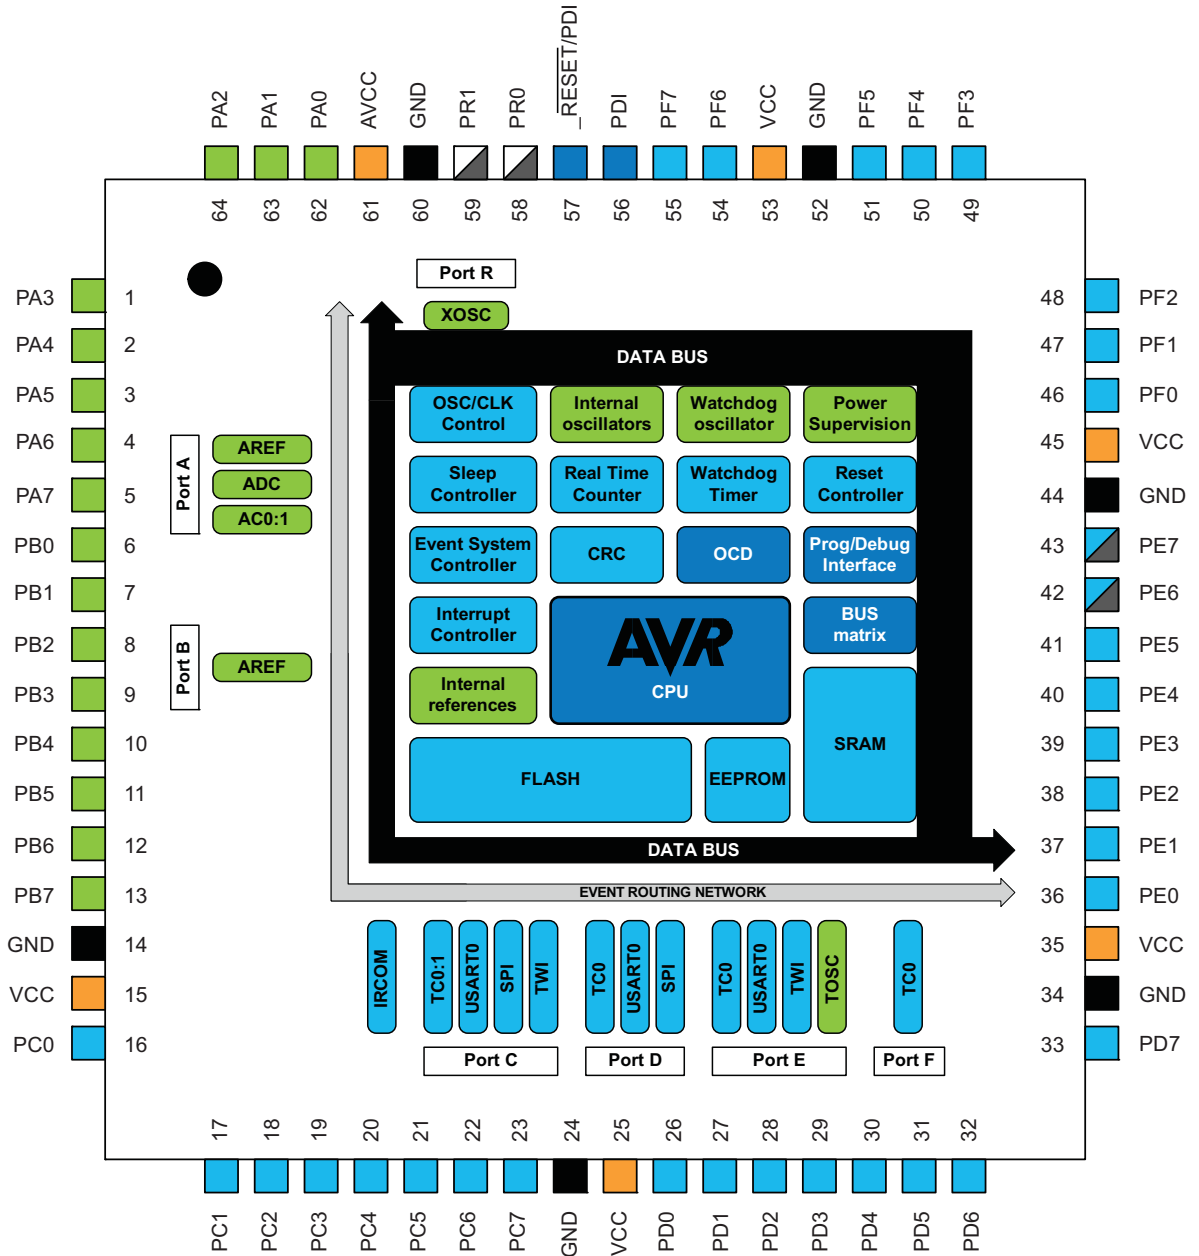 PA2
PA1
PA0
AVCC
GND
PR1
PR0
_RESET/PDI
PDI
PF7
PF6
VCC
GND
PF5
PF4
PF3
64
63
62
61
60
59
58
57
56
55
54
53
52
51
50
49
PA3 1
PA4 2
PA5 3
PA6 4
PA7 5
PB0 6
PB1 7
PB2 8
PB3 9
PB4 10
PB5 11
PB6 12
PB7 13
GND 14
VCC 15
PC0 16
Port R
XOSC
DATA BUS
OSC/CLK
Control
Internal
oscillators
Watchdog
oscillator
Power
Supervision
Sleep
Controller
Real Time
Counter
Watchdog
Timer
Reset
Controller
Event System
Controller
CRC
OCD
Prog/Debug
Interface
Interrupt
Controller
AVR
CPU
BUS
matrix
Internal
references
SRAM
FLASH
EEPROM
DATA BUS
EVENT ROUTING NETWORK
Port A
AREF
ADC
AC0:1
Port B
AREF
IRCOM
TC0:1
USART0
SPI
TWI
TC0
USART0
SPI
TC0
USART0
TWI
TOSC
TC0
Port C
Port D
Port E
Port F
48 PF2
47 PF1
46 PF0
45 VCC
44 GND
43 PE7
42 PE6
41 PE5
40 PE4
39 PE3
38 PE2
37 PE1
36 PE0
35 VCC
34 GND
33 PD7
17
18
19
20
21
22
23
24
25
26
27
28
29
30
31
32
PC1
PC2
PC3
PC4
PC5
PC6
PC7
GND
VCC
PD0
PD1
PD2
PD3
PD4
PD5
PD6